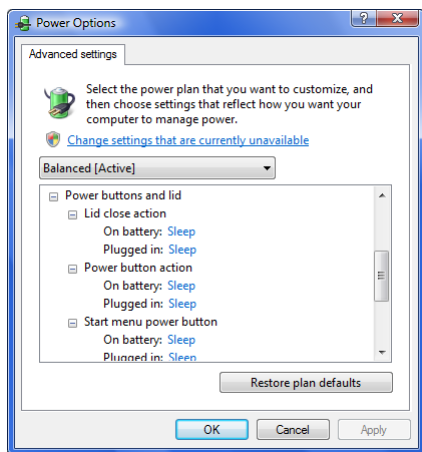 Power Options
Advanced settings
Select the power plan that you want to customize, and
then choose settings that reflect how you want your
computer to manage power.
Change settings that are currently unavailable
Balanced [Active]
Power buttons and lid
Lid close action
On battery: Sleep
Plugged in: Sleep
Power button action
On battery: Sleep
Plugged in: Sleep
Start menu power button
On battery: Sleep
Plugged in: Sleep
Restore plan defaults
OK Cancel Apply